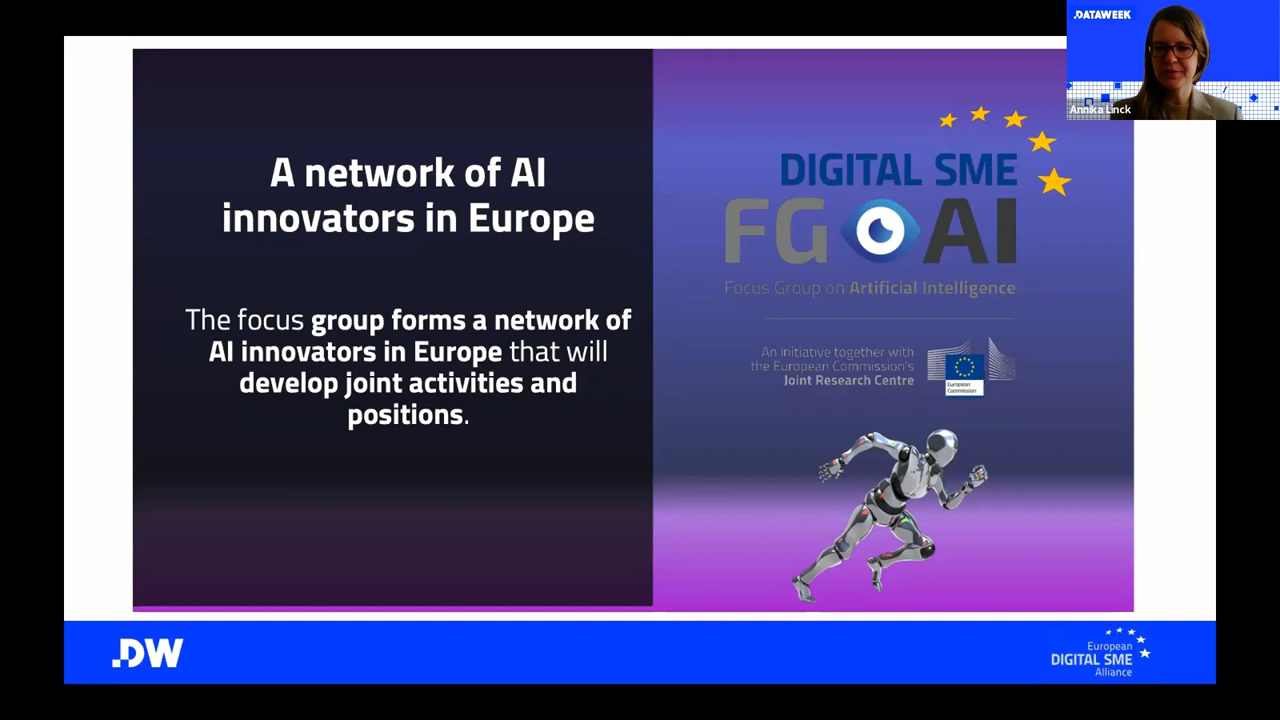 .DATAWEEK
Annika Linck
A network of AI
innovators in Europe
The focus group forms a network of
AI innovators in Europe that will
develop joint activities and
positions.
DIGITAL SME
FG AI
Focus Group on Artificial Intelligence
An initiative together with
the European Commission's
Joint Research Centre
European
Commission
.DW
European
DIGITAL SME
Alliance